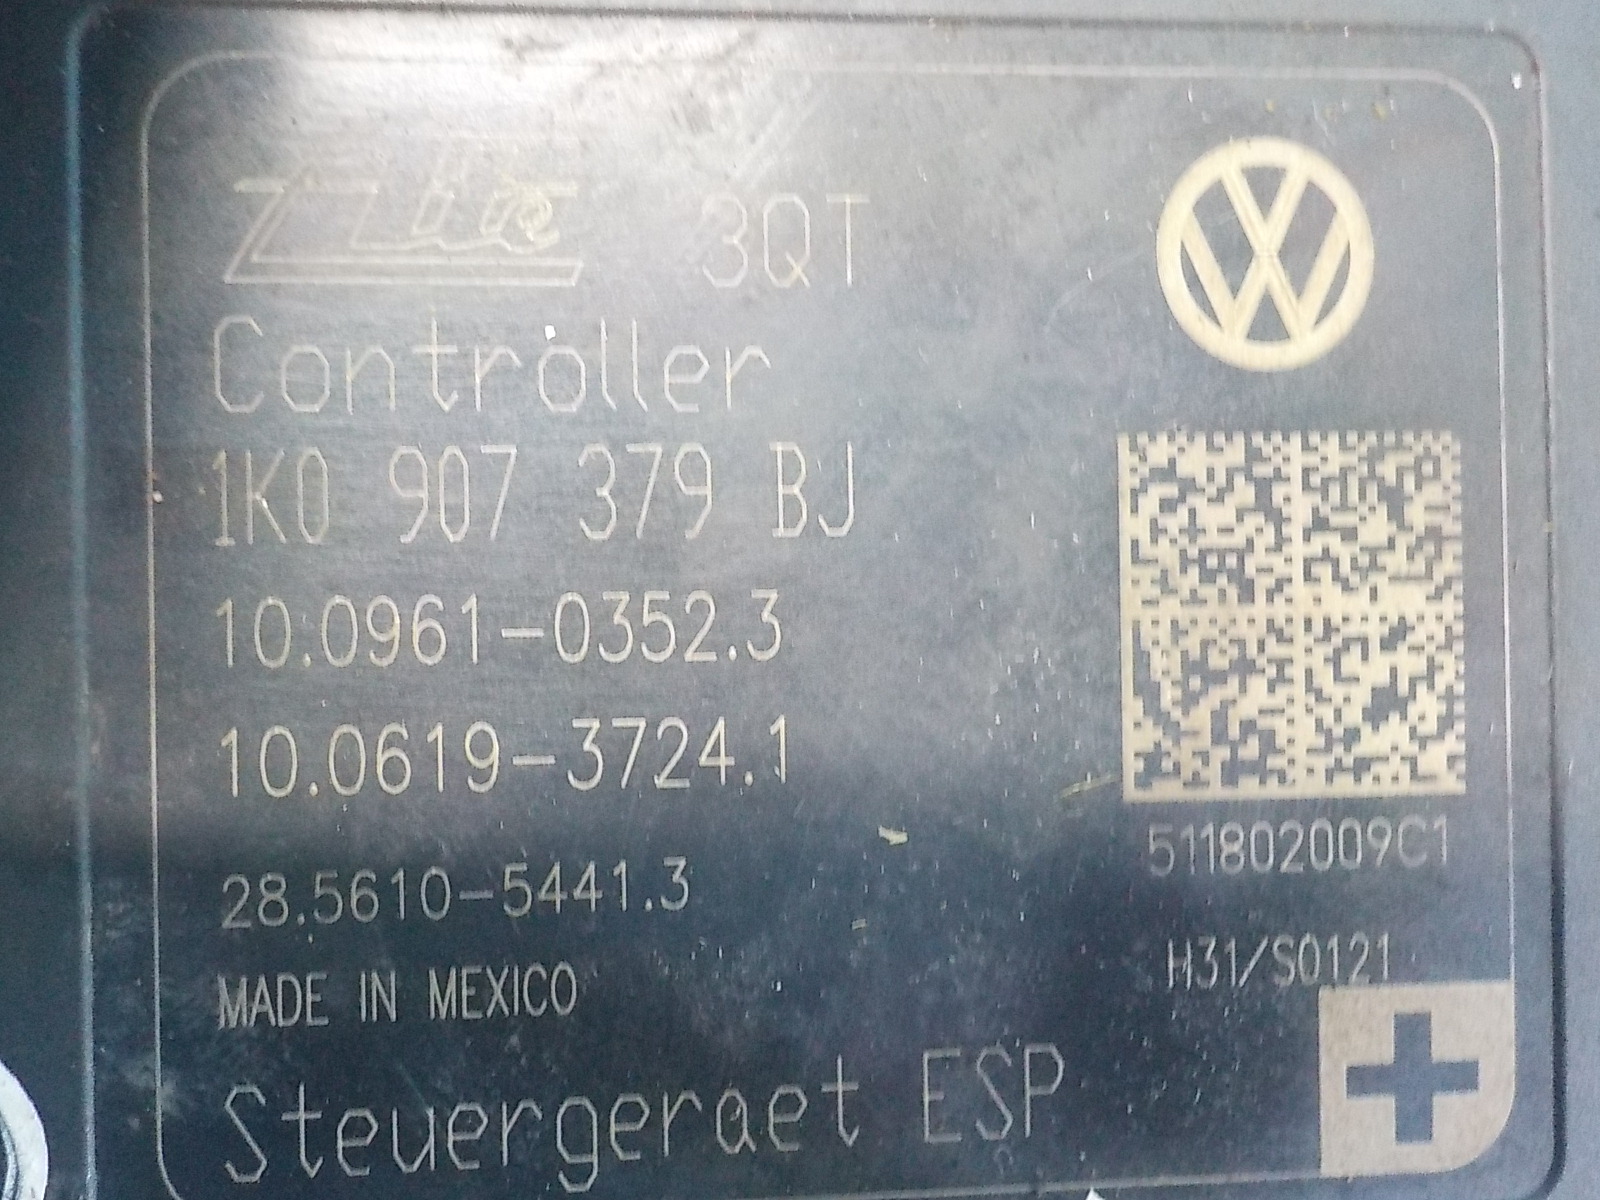 Ate 3QT
Controller
1K0 907 379 BJ
10.0961-0352.3
10.0619-3724.1
511802009C1
28.5610-5441.3
H31/S0121
MADE IN MEXICO
Steuergeraet ESP